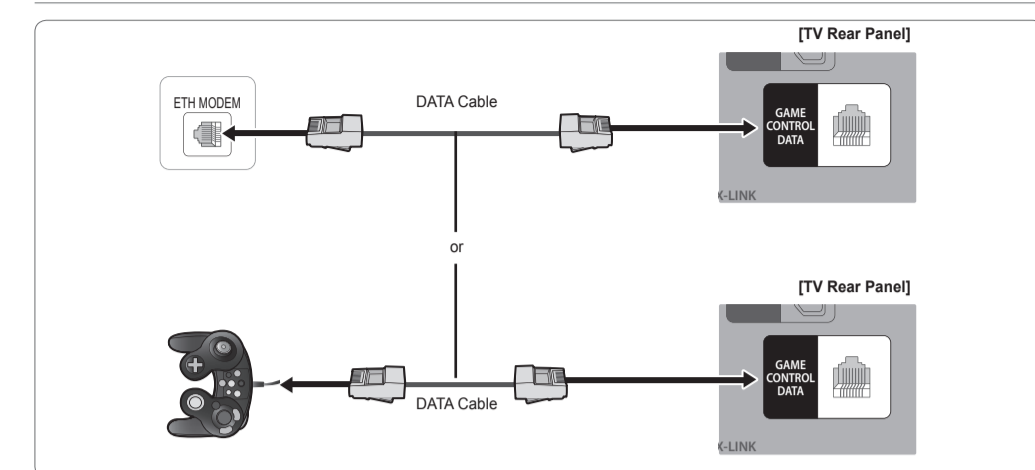 [TV Rear Panel]
ETH MODEM
DATA Cable
GAME
CONTROL
DATA
X-LINK
or
[TV Rear Panel]
GAME
CONTROL
DATA
DATA Cable
X-LINK